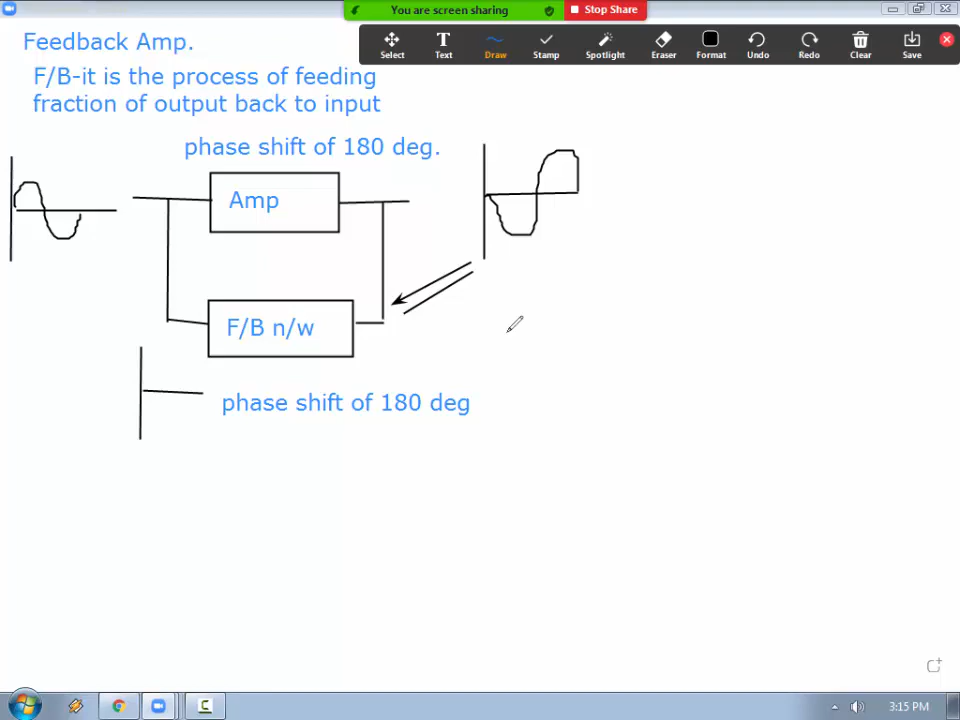 You are screen sharing
Stop Share
Feedback Amp.
Select
Text
Draw
Stamp
Spotlight
Eraser
Format
Undo
Redo
Clear
Save
F/B-it is the process of feeding
fraction of output back to input
phase shift of 180 deg.
Amp
F/B n/w
phase shift of 180 deg
3:15 PM